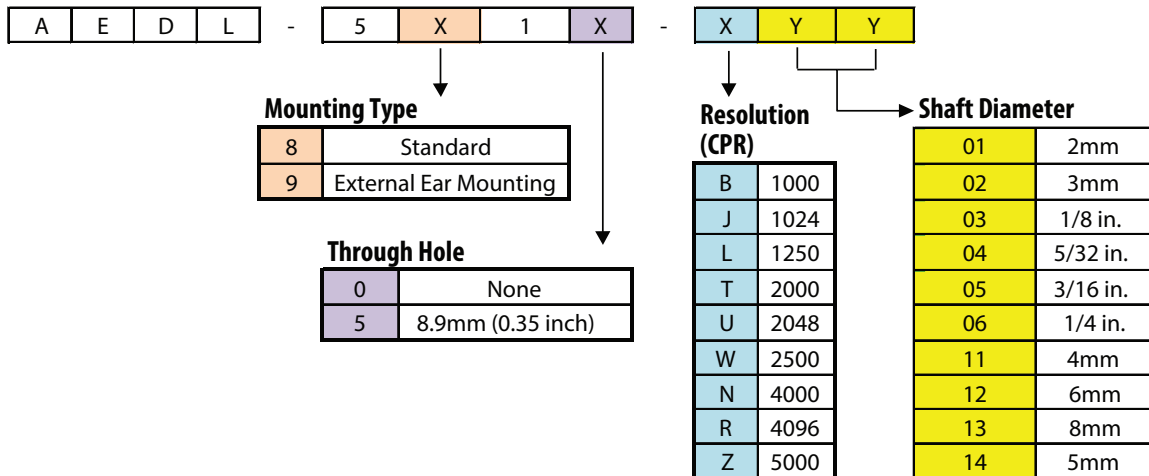 A E D L - 5 X 1 X - X Y Y
Mounting Type
8 Standard
9 External Ear Mounting
Through Hole
0 None
5 8.9mm (0.35 inch)
Resolution
(CPR)
B 1000
J 1024
L 1250
T 2000
U 2048
W 2500
N 4000
R 4096
Z 5000
Shaft Diameter
01 2mm
02 3mm
03 1/8 in.
04 5/32 in.
05 3/16 in.
06 1/4 in.
11 4mm
12 6mm
13 8mm
14 5mm